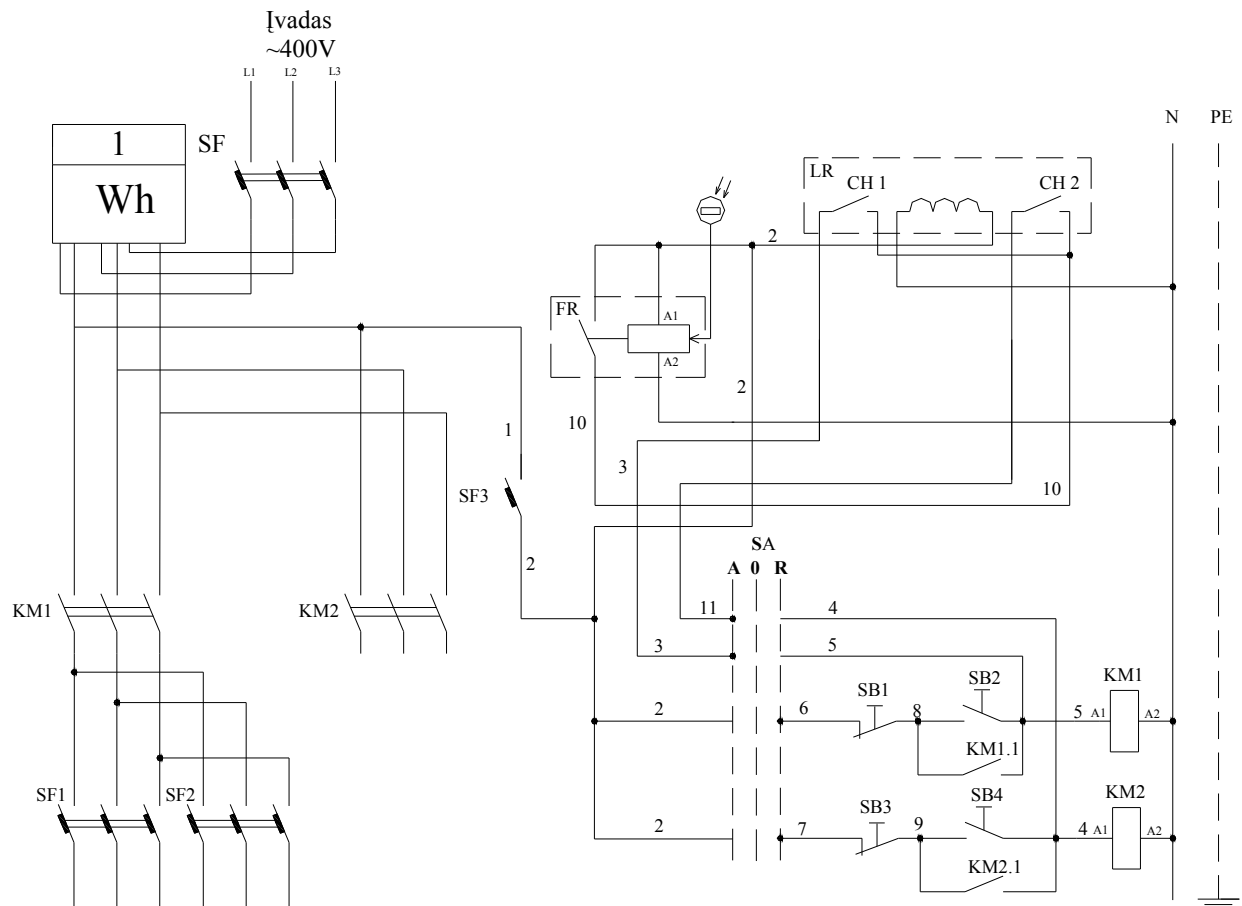 Įvadas
~400V
L1 L2 L3
N PE
1
SF
Wh
LR
CH 1
CH 2
2
FR
A1
A2
2
10
1
3
SF3
10
2
SA
A 0 R
KM1
KM2
11
4
3
5
2
6
SB1
8
SB2
5
A1
KM1
A2
KM1.1
SF1
SF2
2
7
SB3
9
SB4
4
A1
KM2
A2
KM2.1